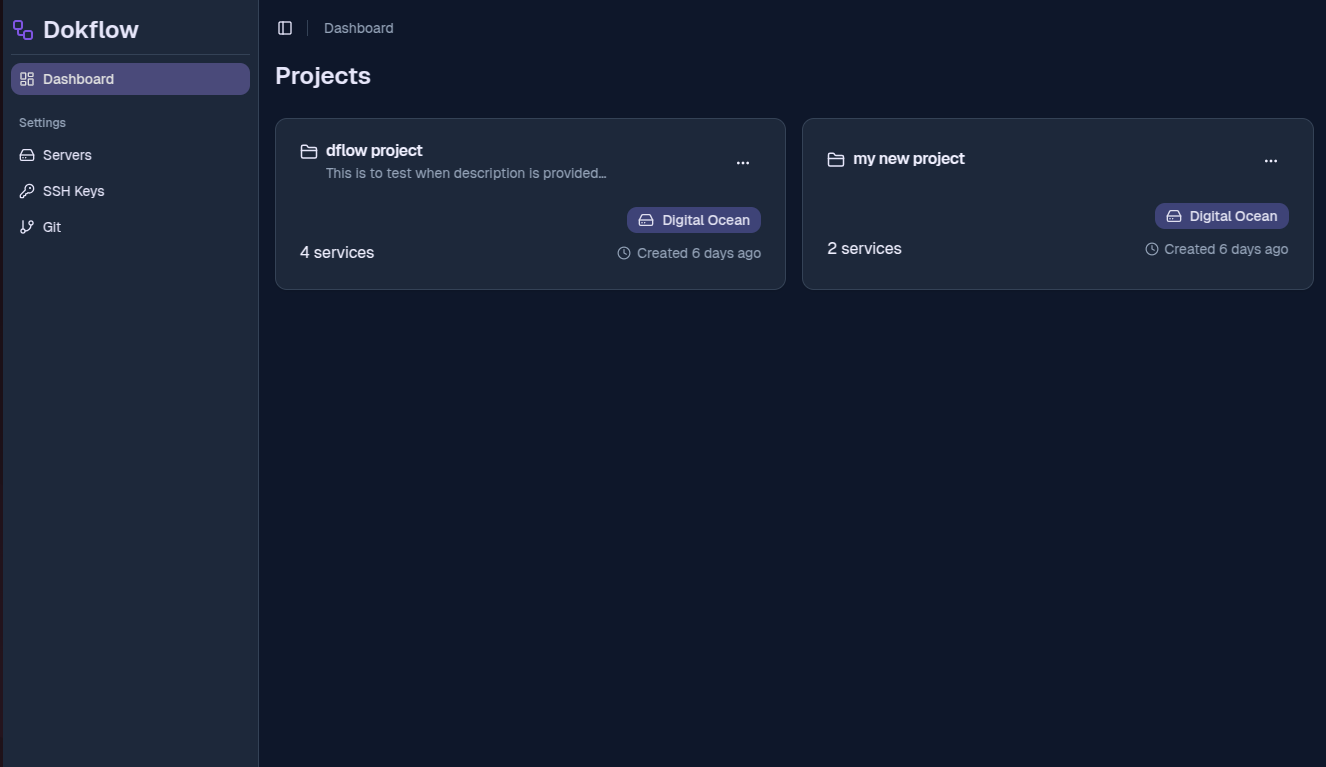 Dokflow
Dashboard
Settings
Servers
SSH Keys
Git
Dashboard
Projects
dflow project
This is to test when description is provided...
Digital Ocean
4 services
Created 6 days ago
my new project
Digital Ocean
2 services
Created 6 days ago